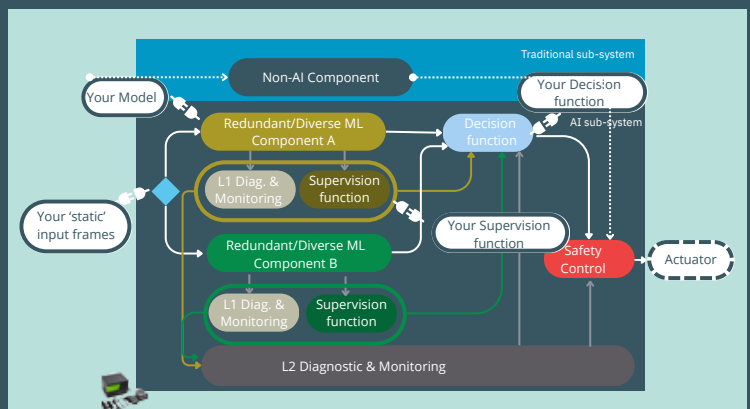 Traditional sub-system
Non-AI Component
Your Model
Your Decision
function
AI sub-system
Redundant/Diverse ML
Component A
Decision
function
L1 Diag. &
Monitoring
Supervision
function
Your 'static'
input frames
Your Supervision
function
Redundant/Diverse ML
Component B
Safety
Control
Actuator
L1 Diag. &
Monitoring
Supervision
function
L2 Diagnostic & Monitoring